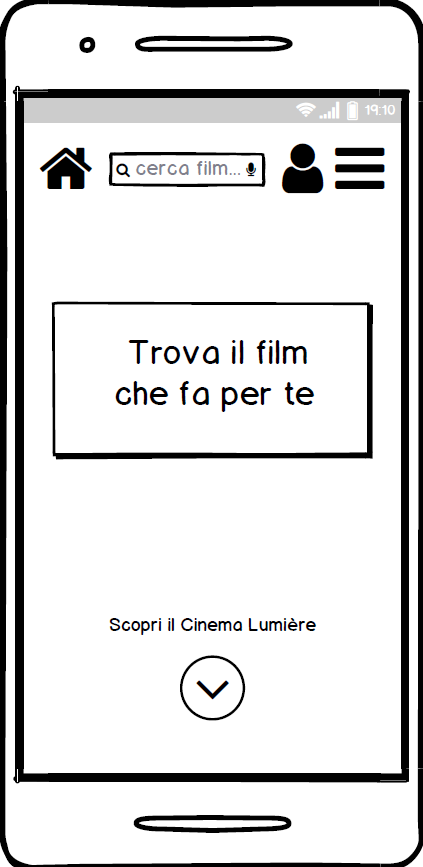 19:10
cerca film...
Trova il film
che fa per te
Scopri il Cinema Lumière